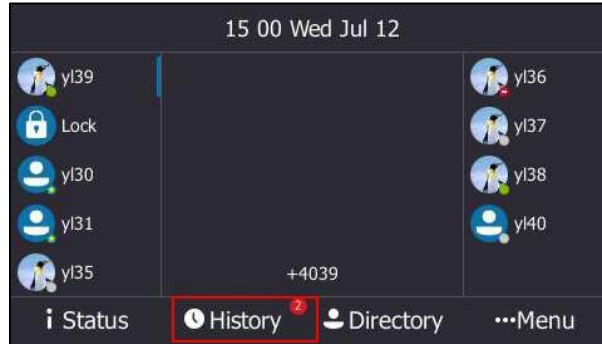 15 00 Wed Jul 12
yl39
Lock
yl30
yl31
yl35
+4039
yl36
yl37
yl38
yl40
i Status
History 2
Directory
Menu